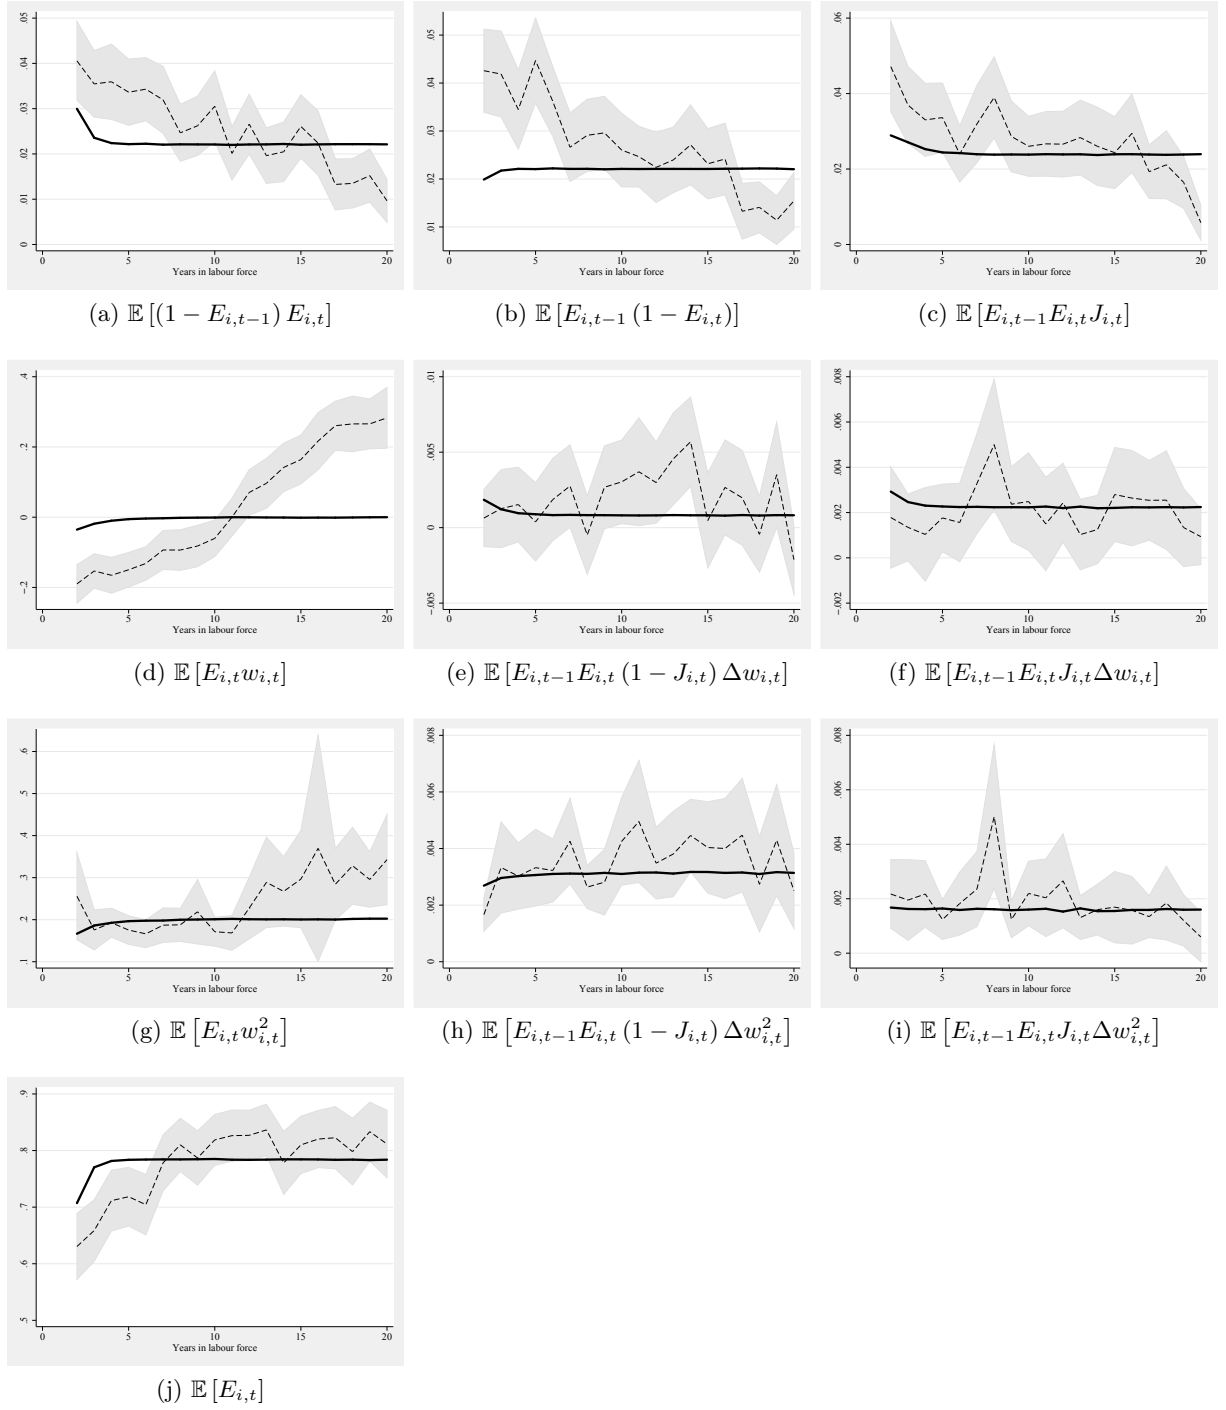 .05
.04
.03
.02
.01
0
0 5 10 15 20
Years in labour force
(a) 𝔼 [(1 − E_{i,t−1}) E_{i,t}]
.05
.04
.03
.02
.01
0 5 10 15 20
Years in labour force
(b) 𝔼 [E_{i,t−1} (1 − E_{i,t})]
.06
.04
.02
0
0 5 10 15 20
Years in labour force
(c) 𝔼 [E_{i,t−1}E_{i,t}J_{i,t}]
.4
.2
0
-.2
0 5 10 15 20
Years in labour force
(d) 𝔼 [E_{i,t}w_{i,t}]
.01
.005
0
-.005
0 5 10 15 20
Years in labour force
(e) 𝔼 [E_{i,t−1}E_{i,t} (1 − J_{i,t}) Δw_{i,t}]
.008
.006
.004
.002
0
-.002
0 5 10 15 20
Years in labour force
(f) 𝔼 [E_{i,t−1}E_{i,t}J_{i,t}Δw_{i,t}]
.6
.5
.4
.3
.2
.1
0 5 10 15 20
Years in labour force
(g) 𝔼 [E_{i,t}w²_{i,t}]
.008
.006
.004
.002
0
0 5 10 15 20
Years in labour force
(h) 𝔼 [E_{i,t−1}E_{i,t} (1 − J_{i,t}) Δw²_{i,t}]
.008
.006
.004
.002
0
0 5 10 15 20
Years in labour force
(i) 𝔼 [E_{i,t−1}E_{i,t}J_{i,t}Δw²_{i,t}]
.9
.8
.7
.6
.5
0 5 10 15 20
Years in labour force
(j) 𝔼 [E_{i,t}]